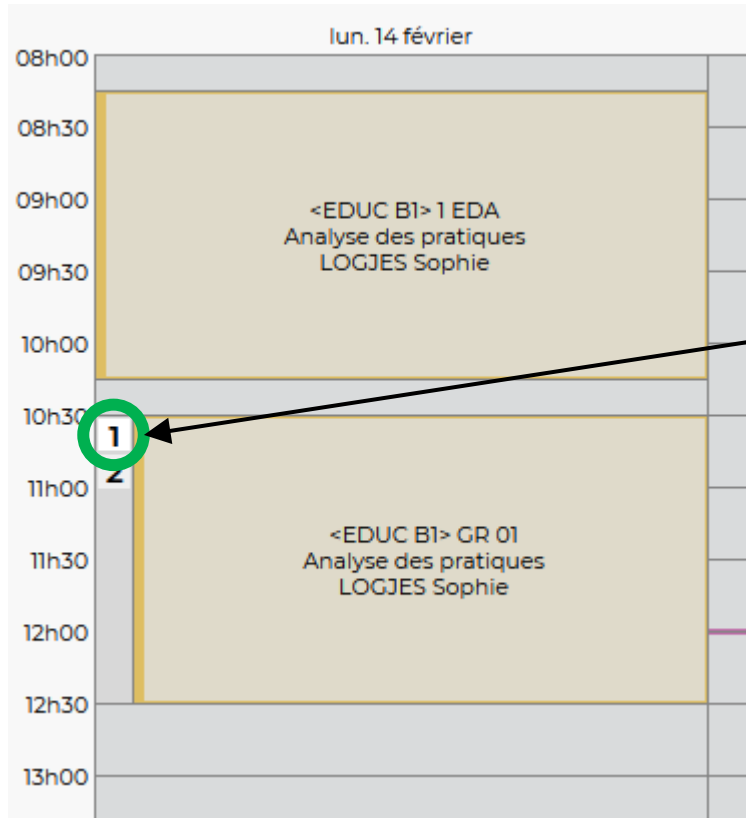 lun. 14 février
08h00
08h30
09h00
<EDUC B1> 1 EDA
Analyse des pratiques
LOGJES Sophie
09h30
10h00
10h30
1
2
11h00
<EDUC B1> GR 01
Analyse des pratiques
LOGJES Sophie
11h30
12h00
12h30
13h00